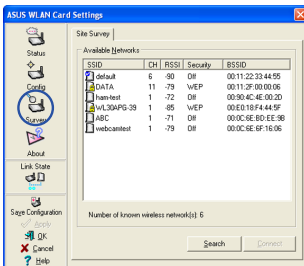 ASUS WLAN Card Settings
Status
Config
Survey
About
Link State
Save Configuration
Apply
OK
Cancel
Help
Site Survey
Available Networks
SSID CH RSSI Security BSSID
default 6 -90 Off 00:11:22:33:44:55
DATA 11 -79 WEP 00:11:2F:00:00:06
ham-test 1 -72 Off 00:90:4C:4E:00:2D
WL30APG-39 1 -85 WEP 00:E0:18:F4:44:5F
ABC 1 -71 Off 00:0C:6E:BD:EE:9B
webcamtest 1 -79 Off 00:0C:6E:6F:16:06
Number of known wireless network(s): 6
Search
Connect